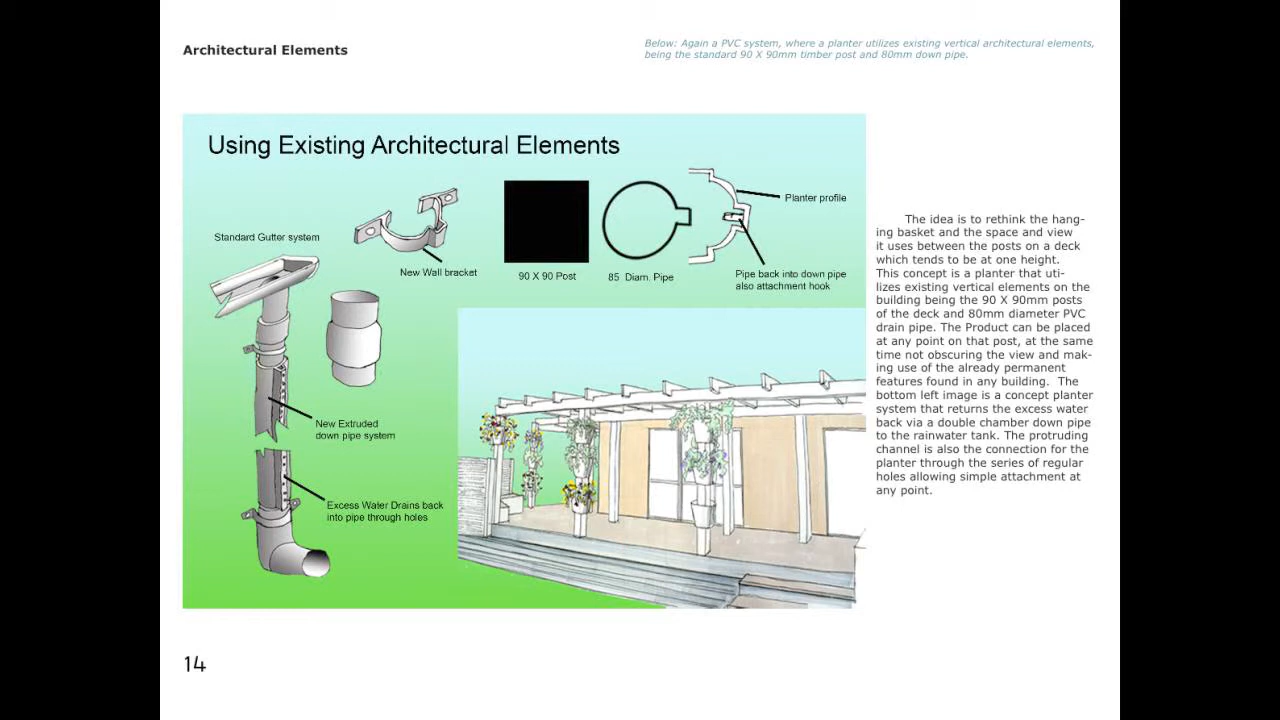 Architectural Elements
Below: Again a PVC system, where a planter utilizes existing vertical architectural elements,
being the standard 90 X 90mm timber post and 80mm down pipe.
Using Existing Architectural Elements
Standard Gutter system
New Wall bracket
90 X 90 Post
85 Diam. Pipe
Planter profile
Pipe back into down pipe
also attachment hook
New Extruded
down pipe system
Excess Water Drains back
into pipe through holes
The idea is to rethink the hang-
ing basket and the space and view
it uses between the posts on a deck
which tends to be at one height.
This concept is a planter that uti-
lizes existing vertical elements on the
building being the 90 X 90mm posts
of the deck and 80mm diameter PVC
drain pipe. The Product can be placed
at any point on that post, at the same
time not obscuring the view and mak-
ing use of the already permanent
features found in any building. The
bottom left image is a concept planter
system that returns the excess water
back via a double chamber down pipe
to the rainwater tank. The protruding
channel is also the connection for the
planter through the series of regular
holes allowing simple attachment at
any point.
14